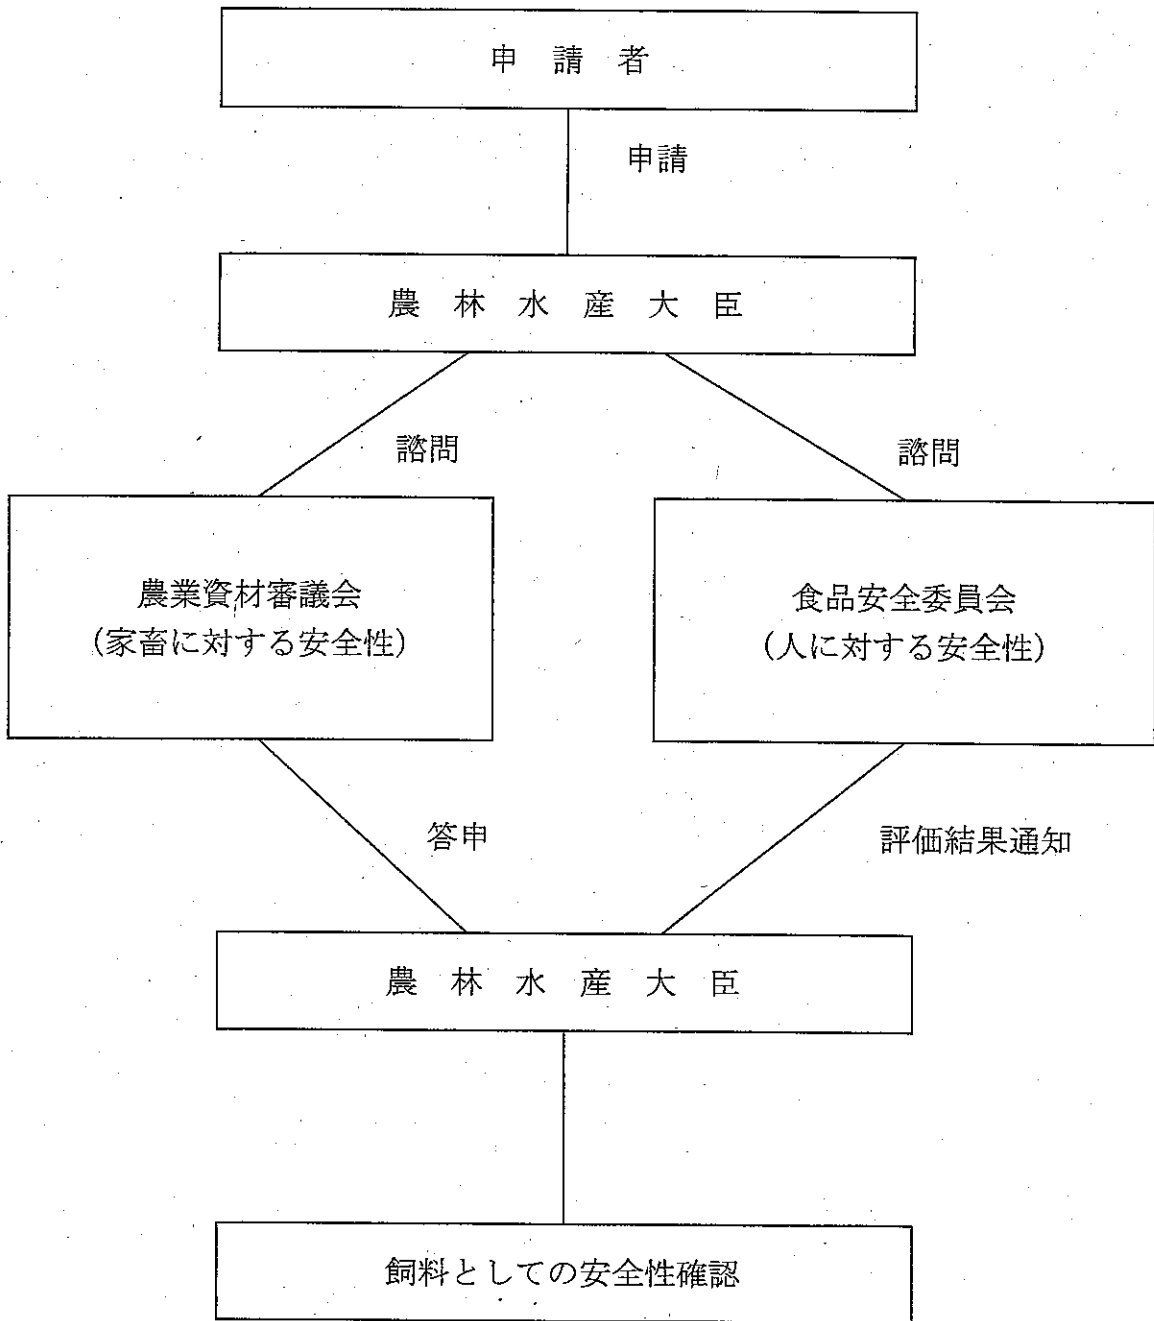 申請者
申請
農林水産大臣
諮問
諮問
農業資材審議会
(家畜に対する安全性)
食品安全委員会
(人に対する安全性)
答申
評価結果通知
農林水産大臣
飼料としての安全性確認